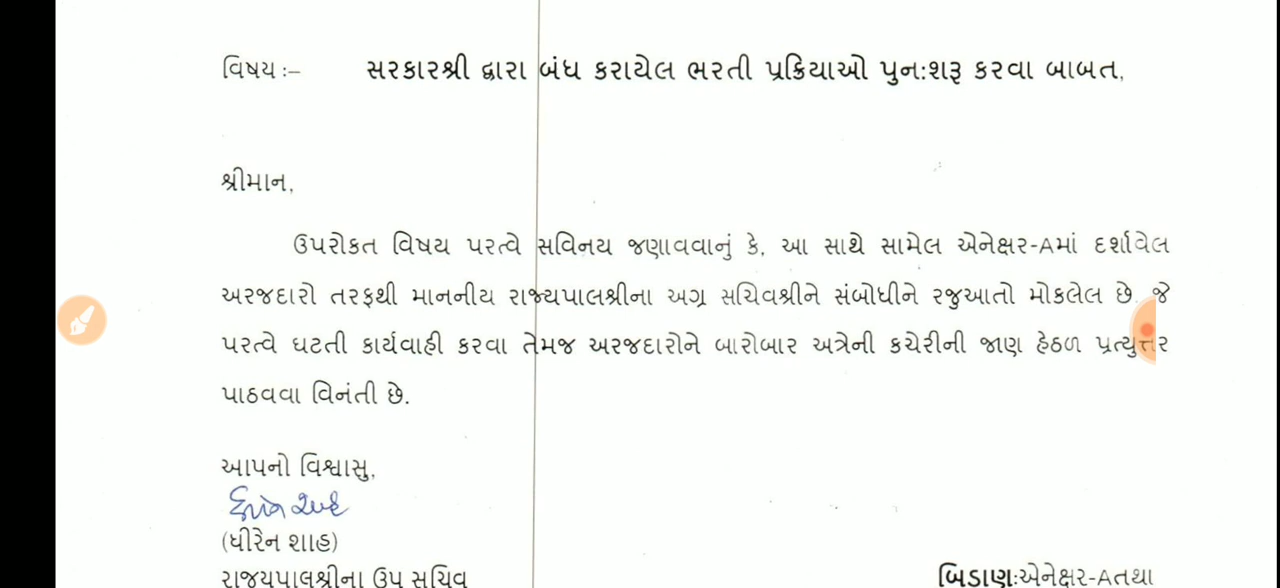 વિષય :– સરકારશ્રી દ્વારા બંધ કરાયેલ ભરતી પ્રક્રિયાઓ પુન:શરૂ કરવા બાબત,
શ્રીમાન,
ઉપરોકત વિષય પરત્વે સવિનય જણાવવાનું કે, આ સાથે સામેલ એનેક્ષર-Aમાં દર્શાવેલ
અરજદારો તરફથી માનનીય રાજ્યપાલશ્રીના અગ્ર સચિવશ્રીને સંબોધીને રજુઆતો મોકલેલ છે. જે
પરત્વે ઘટતી કાર્યવાહી કરવા તેમજ અરજદારોને બારોબાર અત્રેની કચેરીની જાણ હેઠળ પ્રત્યુત્તર
પાઠવવા વિનંતી છે.
આપનો વિશ્વાસુ,
(ધીરેન શાહ)
રાજયપાલશ્રીના ઉપ સચિવ
બિડાણ:એનેક્ષર-Aતથા